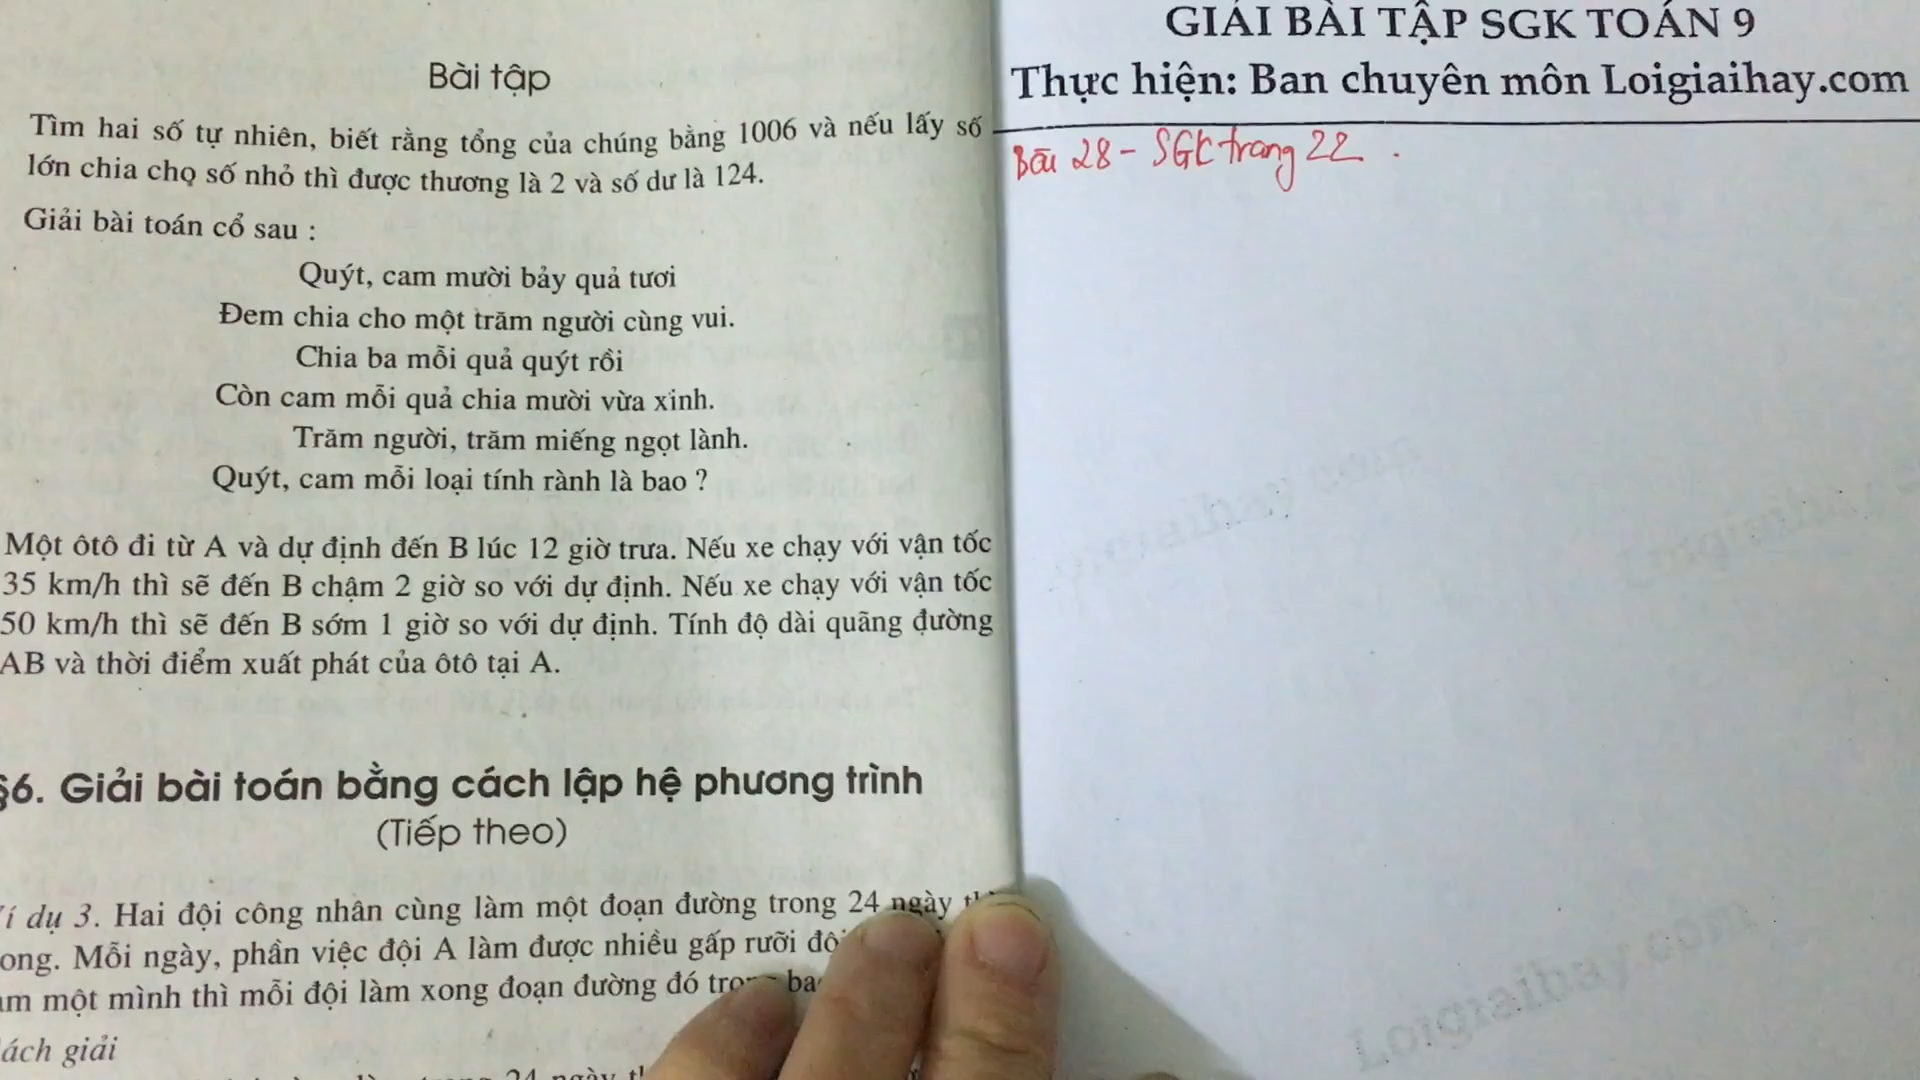 Bài tập
Tìm hai số tự nhiên, biết rằng tổng của chúng bằng 1006 và nếu lấy số
lớn chia cho số nhỏ thì được thương là 2 và số dư là 124.
Giải bài toán cổ sau :
Quýt, cam mười bảy quả tươi
Đem chia cho một trăm người cùng vui.
Chia ba mỗi quả quýt rồi
Còn cam mỗi quả chia mười vừa xinh.
Trăm người, trăm miếng ngọt lành.
Quýt, cam mỗi loại tính rành là bao ?
Một ôtô đi từ A và dự định đến B lúc 12 giờ trưa. Nếu xe chạy với vận tốc
35 km/h thì sẽ đến B chậm 2 giờ so với dự định. Nếu xe chạy với vận tốc
50 km/h thì sẽ đến B sớm 1 giờ so với dự định. Tính độ dài quãng đường
AB và thời điểm xuất phát của ôtô tại A.
§6. Giải bài toán bằng cách lập hệ phương trình
(Tiếp theo)
í dụ 3. Hai đội công nhân cùng làm một đoạn đường trong 24 ngày
ong. Mỗi ngày, phần việc đội A làm được nhiều gấp rưỡi
một mình thì mỗi đội làm xong đoạn đường đó
ách giải
GIẢI BÀI TẬP SGK TOÁN 9
Thực hiện: Ban chuyên môn Loigiaihay.com
Bài 28 - SGK trang 22 .
Loigiaihay.com